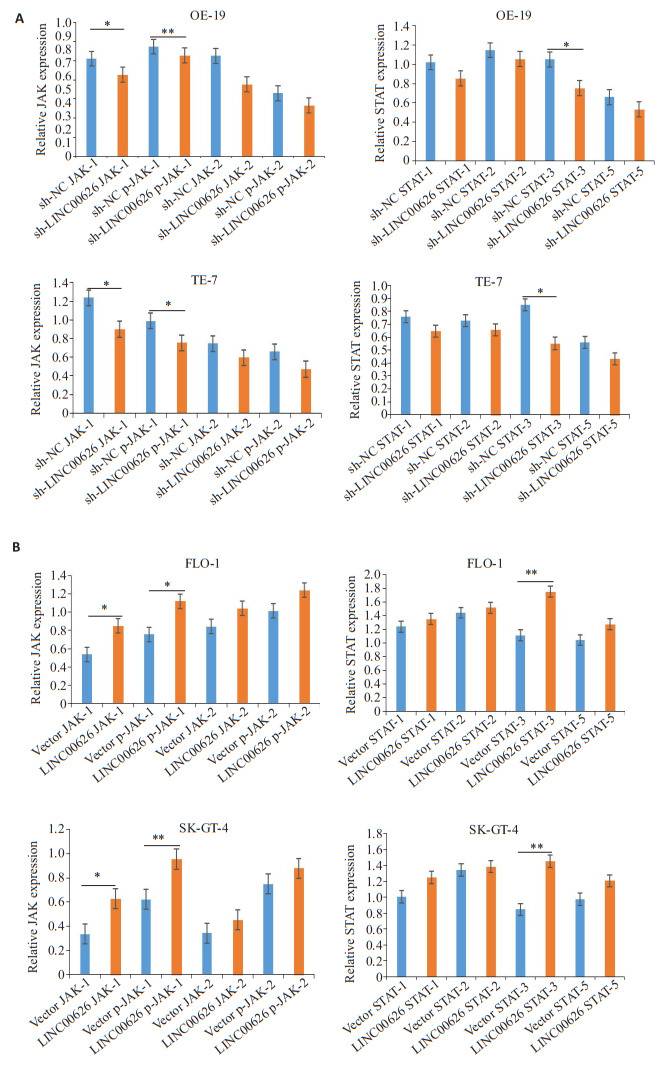 A
OE-19
Relative JAK expression
1.0
0.9
0.8
0.7
0.6
0.5
0.4
0.3
0.2
0.1
0
*
**
sh-NC JAK-1
sh-LINC00626 JAK-1
sh-NC p-JAK-1
sh-LINC00626 p-JAK-1
sh-NC JAK-2
sh-LINC00626 JAK-2
sh-NC p-JAK-2
sh-LINC00626 p-JAK-2
OE-19
Relative STAT expression
1.4
1.2
1.0
0.8
0.6
0.4
0.2
0
*
sh-NC STAT-1
sh-LINC00626 STAT-1
sh-NC STAT-2
sh-LINC00626 STAT-2
sh-NC STAT-3
sh-LINC00626 STAT-3
sh-NC STAT-5
sh-LINC00626 STAT-5
TE-7
Relative JAK expression
1.4
1.2
1.0
0.8
0.6
0.4
0.2
0
*
*
sh-NC JAK-1
sh-LINC00626 JAK-1
sh-NC p-JAK-1
sh-LINC00626 p-JAK-1
sh-NC JAK-2
sh-LINC00626 JAK-2
sh-NC p-JAK-2
sh-LINC00626 p-JAK-2
TE-7
Relative STAT expression
1.0
0.9
0.8
0.7
0.6
0.5
0.4
0.3
0.2
0.1
0
*
sh-NC STAT-1
sh-LINC00626 STAT-1
sh-NC STAT-2
sh-LINC00626 STAT-2
sh-NC STAT-3
sh-LINC00626 STAT-3
sh-NC STAT-5
sh-LINC00626 STAT-5
B
FLO-1
Relative JAK expression
1.4
1.2
1.0
0.8
0.6
0.4
0.2
0
*
*
Vector JAK-1
LINC00626 JAK-1
Vector p-JAK-1
LINC00626 p-JAK-1
Vector JAK-2
LINC00626 JAK-2
Vector p-JAK-2
LINC00626 p-JAK-2
FLO-1
Relative STAT expression
2.0
1.8
1.6
1.4
1.2
1.0
0.8
0.6
0.4
0.2
0
**
Vector STAT-1
LINC00626 STAT-1
Vector STAT-2
LINC00626 STAT-2
Vector STAT-3
LINC00626 STAT-3
Vector STAT-5
LINC00626 STAT-5
SK-GT-4
Relative JAK expression
1.2
1.0
0.8
0.6
0.4
0.2
0
*
**
Vector JAK-1
LINC00626 JAK-1
Vector p-JAK-1
LINC00626 p-JAK-1
Vector JAK-2
LINC00626 JAK-2
Vector p-JAK-2
LINC00626 p-JAK-2
SK-GT-4
Relative STAT expression
1.8
1.6
1.4
1.2
1.0
0.8
0.6
0.4
0.2
0
**
Vector STAT-1
LINC00626 STAT-1
Vector STAT-2
LINC00626 STAT-2
Vector STAT-3
LINC00626 STAT-3
Vector STAT-5
LINC00626 STAT-5